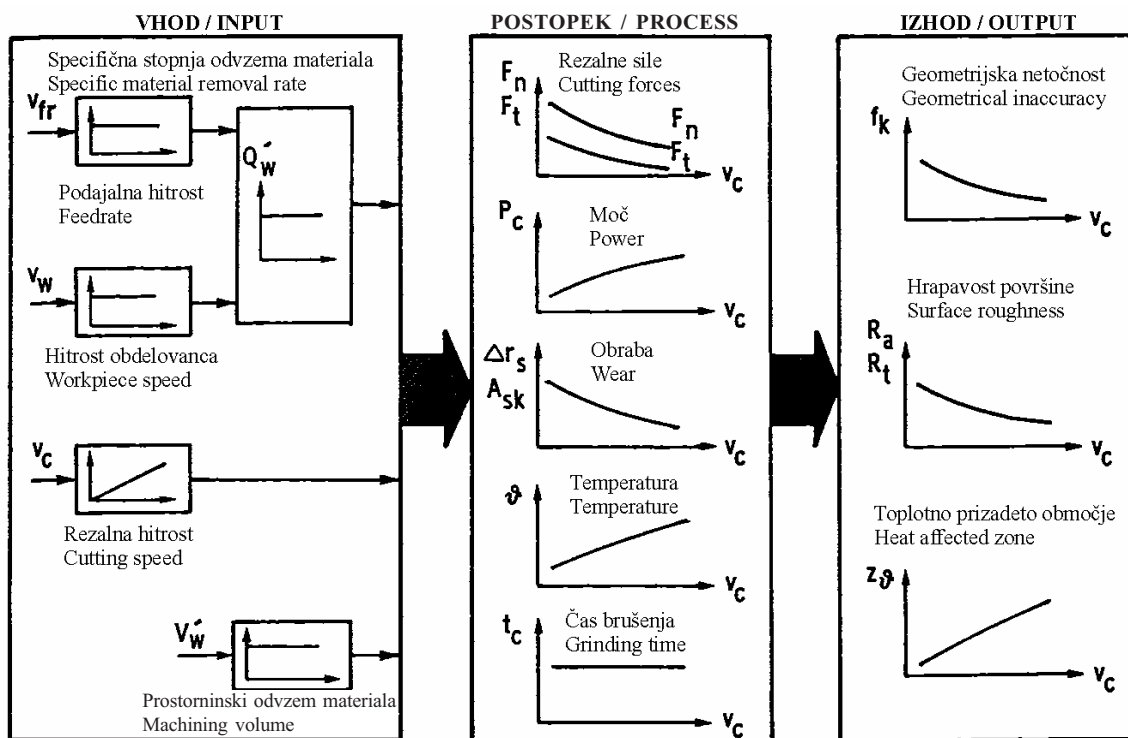 VHOD / INPUT
Specifična stopnja odvzema materiala
Specific material removal rate
v_fr
Podajalna hitrost
Feedrate
Q_w′
v_w
Hitrost obdelovanca
Workpiece speed
v_c
Rezalna hitrost
Cutting speed
V_w′
Prostorninski odvzem materiala
Machining volume
POSTOPEK / PROCESS
Rezalne sile
Cutting forces
F_n
F_t
F_n
F_t
v_c
P_c
Moč
Power
v_c
Δr_s
A_sk
Obraba
Wear
v_c
ϑ
Temperatura
Temperature
v_c
t_c
Čas brušenja
Grinding time
v_c
IZHOD / OUTPUT
Geometrijska netočnost
Geometrical inaccuracy
f_k
v_c
Hrapavost površine
Surface roughness
R_a
R_t
v_c
Toplotno prizadeto območje
Heat affected zone
z_ϑ
v_c